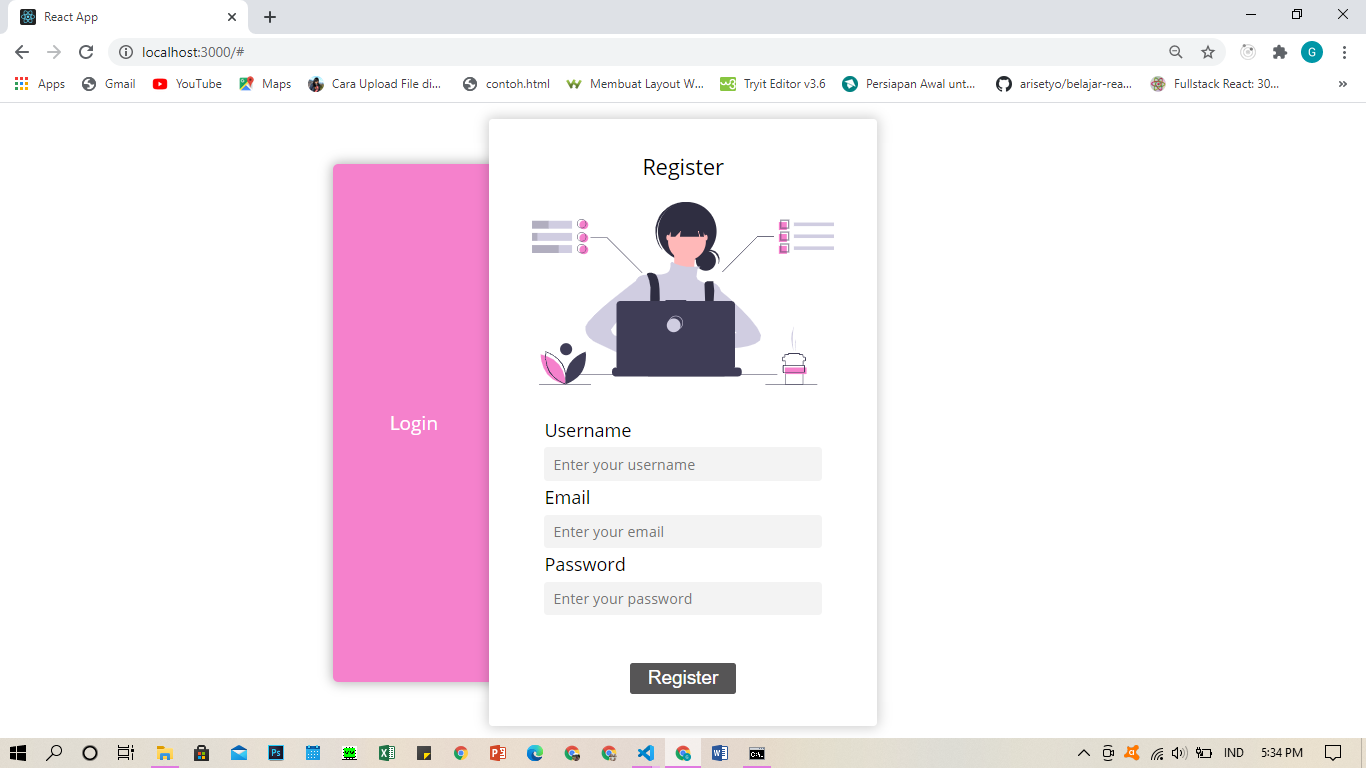 React App
localhost:3000/#
Apps Gmail YouTube Maps Cara Upload File di... contoh.html Membuat Layout W... Tryit Editor v3.6 Persiapan Awal unt... arisetyo/belajar-rea... Fullstack React: 30... »
Login
Register
Username
Enter your username
Email
Enter your email
Password
Enter your password
Register
IND 5:34 PM